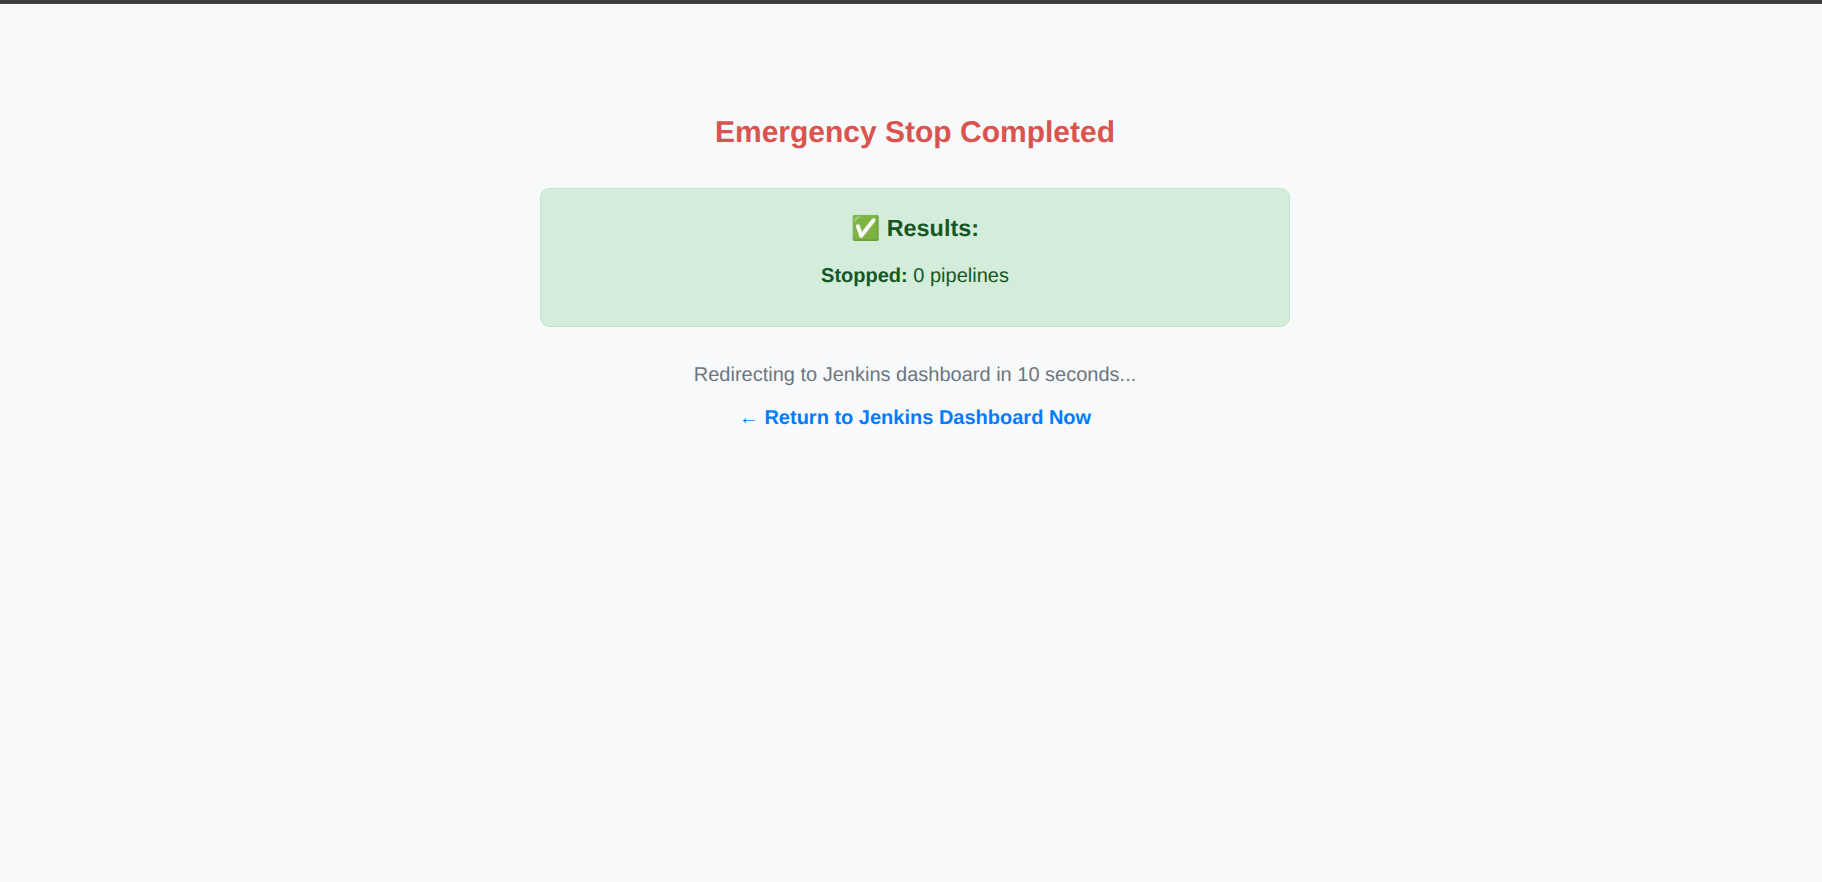 Emergency Stop Completed
✅ Results:
Stopped: 0 pipelines
Redirecting to Jenkins dashboard in 10 seconds...
← Return to Jenkins Dashboard Now